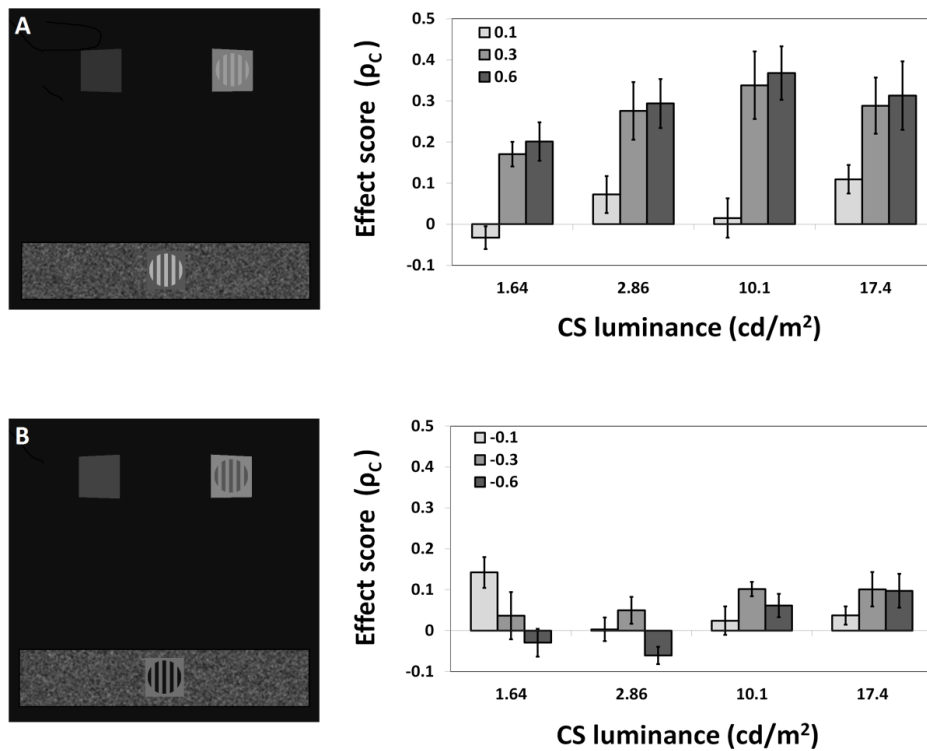 A
Effect score (ρC)
0.5
0.4
0.3
0.2
0.1
0
-0.1
0.1
0.3
0.6
1.64 2.86 10.1 17.4
CS luminance (cd/m²)
B
Effect score (ρC)
0.5
0.4
0.3
0.2
0.1
0
-0.1
-0.1
-0.3
-0.6
1.64 2.86 10.1 17.4
CS luminance (cd/m²)